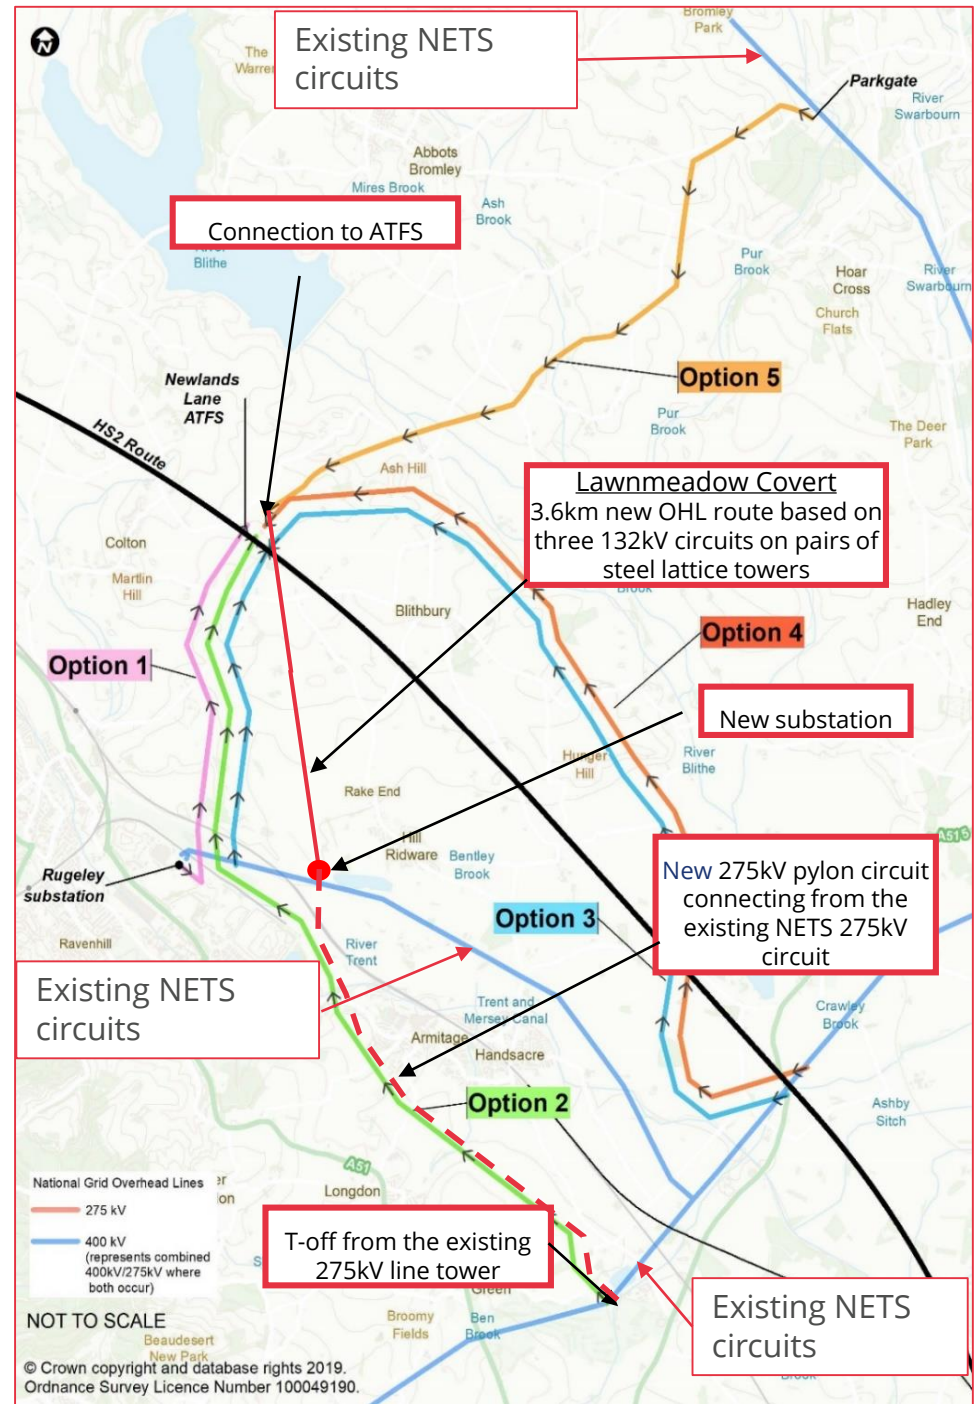 N
Existing NETS
circuits
Bromley
Park
The
Warren
Parkgate
River
Swarbourn
Abbots
Bromley
Mires Brook
Ash
Brook
Connection to ATFS
Blithe
Pur
Brook
Hoar
Cross
River
Swarbourn
Church
Flats
Newlands
Lane
ATFS
Option 5
Pur
Brook
The Deer
Park
HS2 Route
Ash Hill
Lawnmeadow Covert
3.6km new OHL route based on
three 132kV circuits on pairs of
steel lattice towers
Colton
Martlin
Hill
Brook
Blithbury
Hadley
End
Option 4
Option 1
New substation
Hunger
Hill
River
Blithe
Rake End
Hill
Ridware
Bentley
Brook
A515
Rugeley
substation
New 275kV pylon circuit
connecting from the
existing NETS 275kV
circuit
Option 3
Ravenhill
River
Trent
Existing NETS
circuits
Trent and
Mersey Canal
Crawley
Brook
Armitage
Handsacre
Option 2
Ashby
Sitch
A51
National Grid Overhead Lines
275 kV
400 kV
(represents combined
400kV/275kV where
both occur)
Longdon
T-off from the existing
275kV line tower
Green
Existing NETS
circuits
NOT TO SCALE
Broomy
Fields
Ben
Brook
Beaudesert
New Park
Brook
© Crown copyright and database rights 2019.
Ordnance Survey Licence Number 100049190.